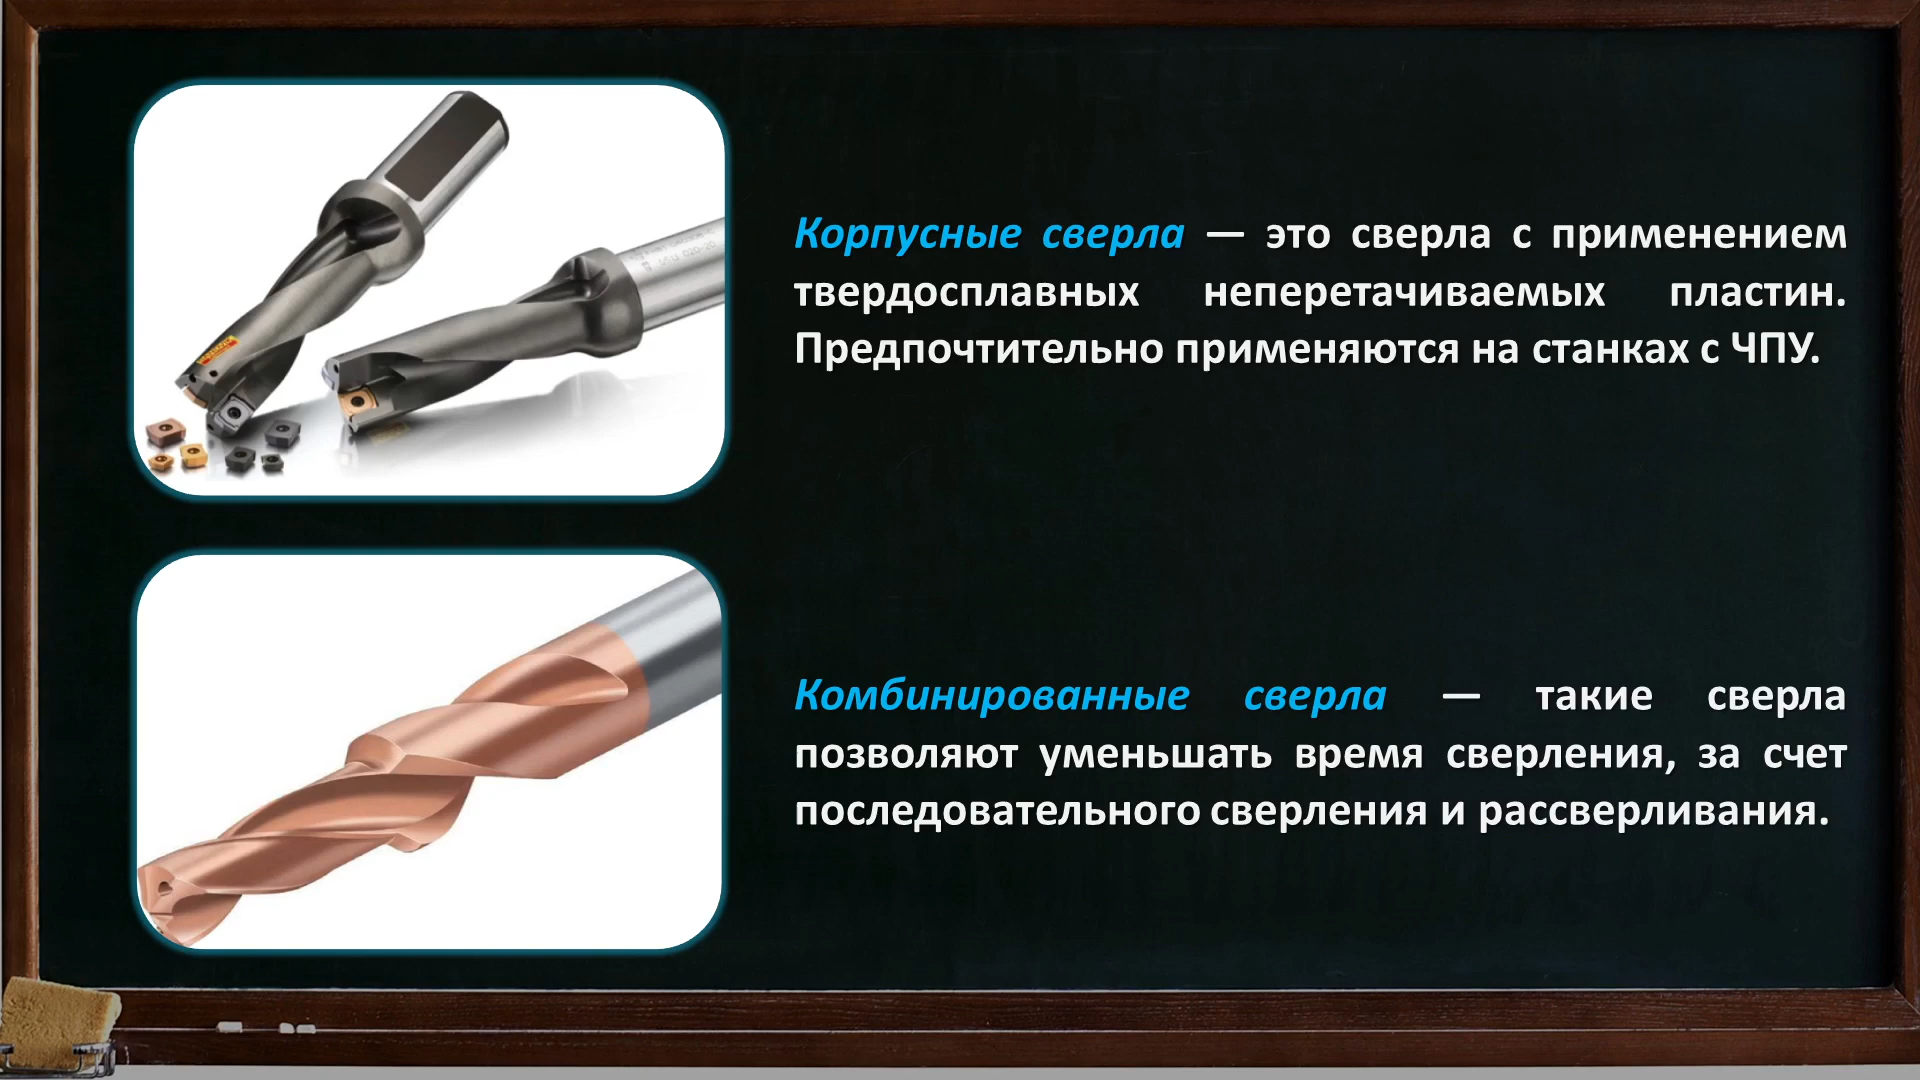 Корпусные сверла — это сверла с применением
твердосплавных неперетачиваемых пластин.
Предпочтительно применяются на станках с ЧПУ.
Комбинированные сверла — такие сверла
позволяют уменьшать время сверления, за счет
последовательного сверления и рассверливания.